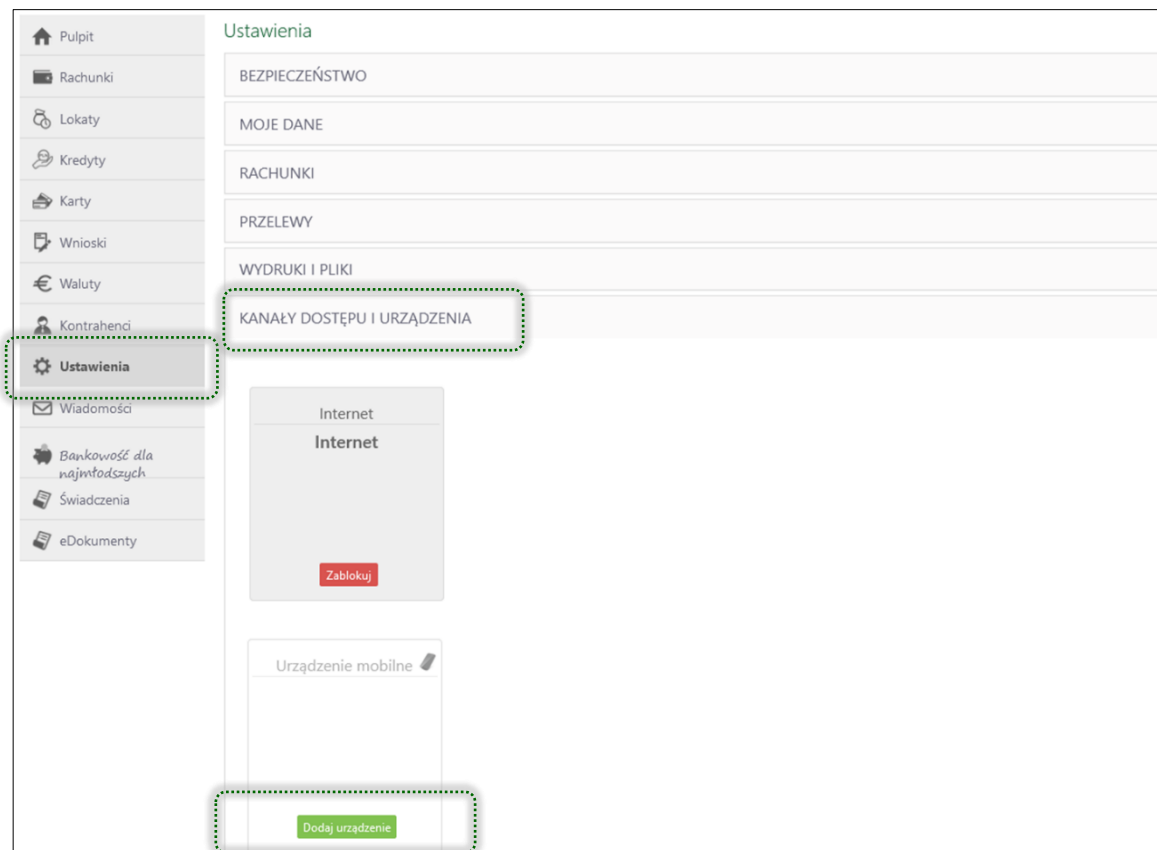 Pulpit
Rachunki
Lokaty
Kredyty
Karty
Wnioski
Waluty
Kontrahenci
Ustawienia
Wiadomości
Bankowość dla
najmłodszych
Świadczenia
eDokumenty
Ustawienia
BEZPIECZEŃSTWO
MOJE DANE
RACHUNKI
PRZELEWY
WYDRUKI I PLIKI
KANAŁY DOSTĘPU I URZĄDZENIA
Internet
Internet
Zablokuj
Urządzenie mobilne
Dodaj urządzenie